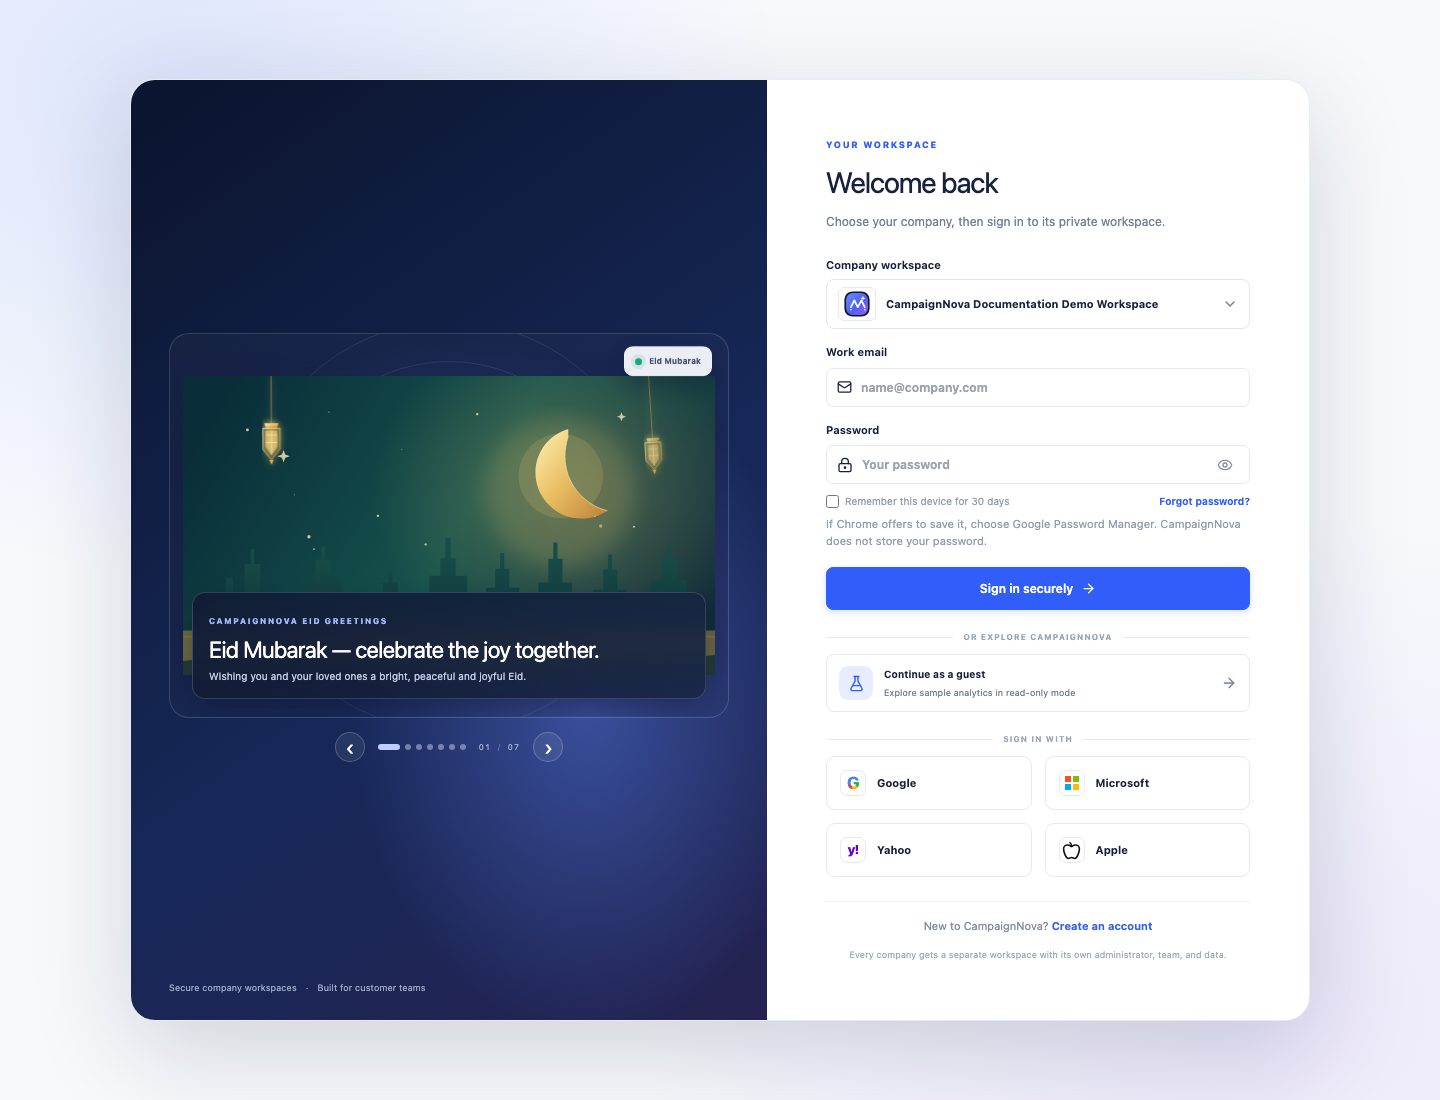 Eid Mubarak
CAMPAIGNNOVA EID GREETINGS
Eid Mubarak — celebrate the joy together.
Wishing you and your loved ones a bright, peaceful and joyful Eid.
01 / 07
Secure company workspaces · Built for customer teams
YOUR WORKSPACE
Welcome back
Choose your company, then sign in to its private workspace.
Company workspace
CampaignNova Documentation Demo Workspace
Work email
name@company.com
Password
Your password
Remember this device for 30 days
Forgot password?
If Chrome offers to save it, choose Google Password Manager. CampaignNova
does not store your password.
Sign in securely
OR EXPLORE CAMPAIGNNOVA
Continue as a guest
Explore sample analytics in read-only mode
SIGN IN WITH
G Google
Microsoft
y! Yahoo
Apple
New to CampaignNova? Create an account
Every company gets a separate workspace with its own administrator, team, and data.